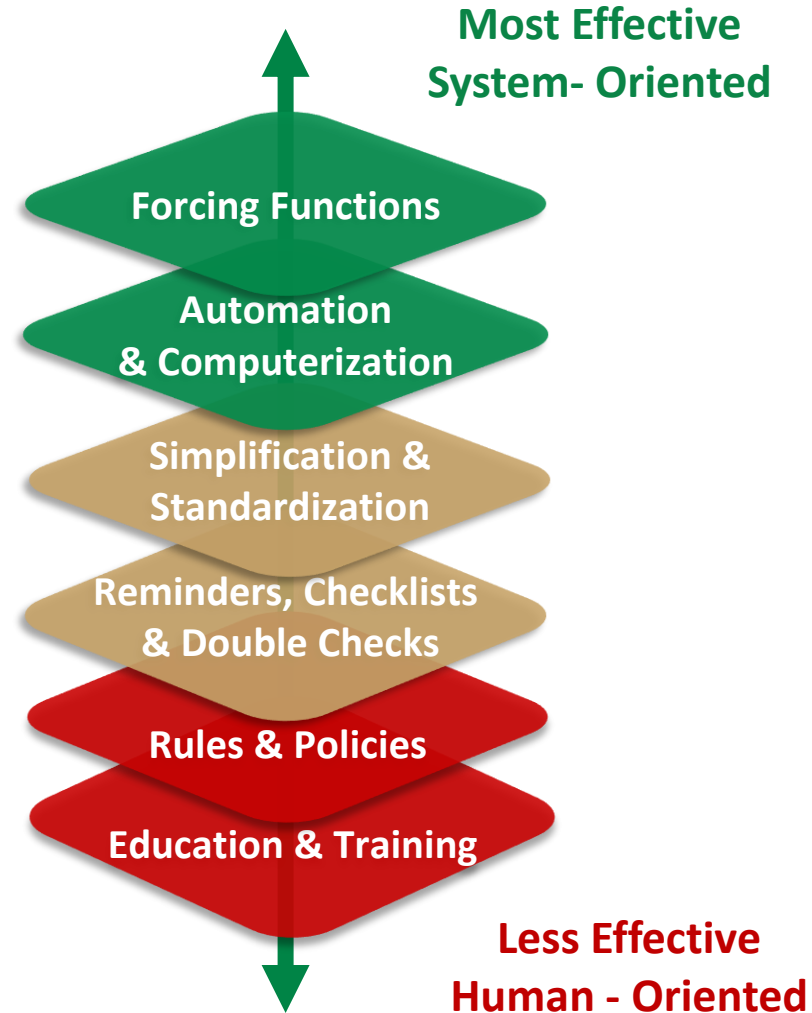 Most Effective
System- Oriented
Forcing Functions
Automation
& Computerization
Simplification &
Standardization
Reminders, Checklists
& Double Checks
Rules & Policies
Education & Training
Less Effective
Human - Oriented